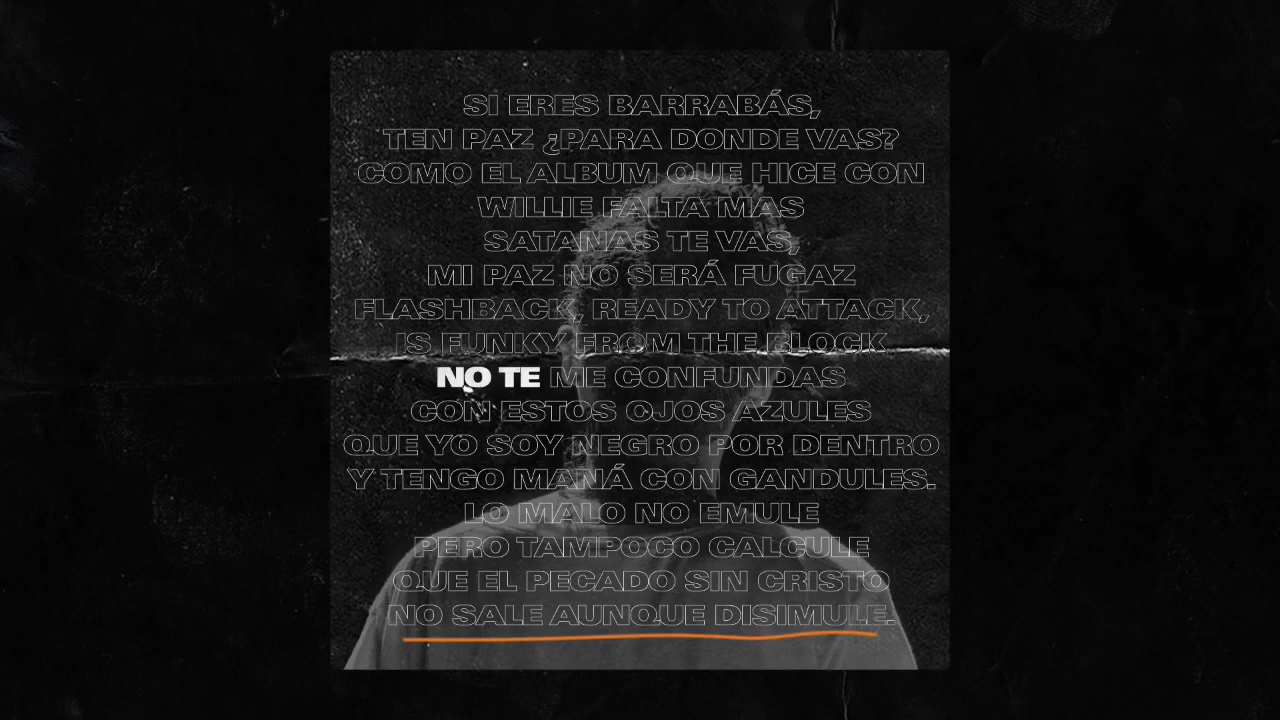 SI ERES BARRABÁS,
TEN PAZ ¿PARA DONDE VAS?
COMO EL ALBUM QUE HICE CON
WILLIE FALTA MAS
SATANAS TE VAS,
MI PAZ NO SERÁ FUGAZ
FLASHBACK, READY TO ATTACK,
IS FUNKY FROM THE BLOCK
NO TE ME CONFUNDAS
CON ESTOS OJOS AZULES
QUE YO SOY NEGRO POR DENTRO
Y TENGO MANÁ CON GANDULES.
LO MALO NO EMULE
PERO TAMPOCO CALCULE
QUE EL PECADO SIN CRISTO
NO SALE AUNQUE DISIMULE.